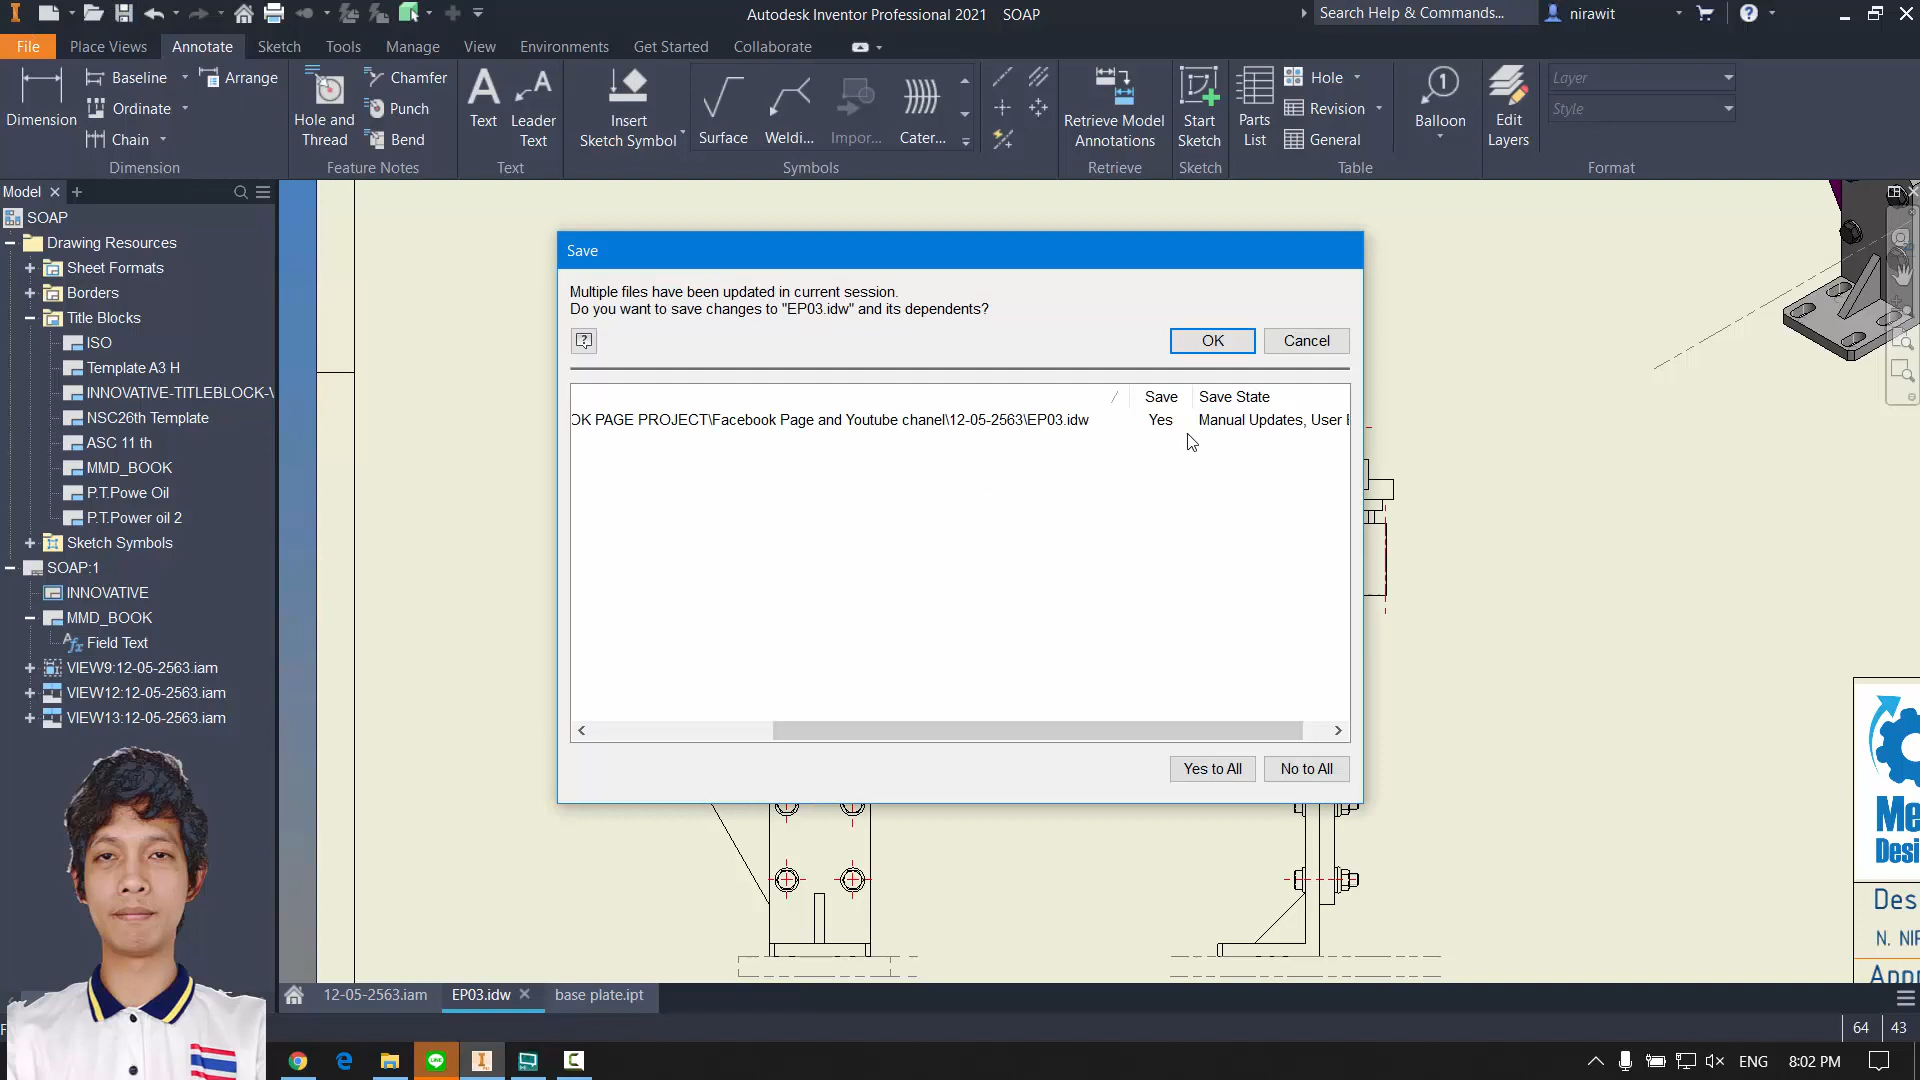 Autodesk Inventor Professional 2021 SOAP
Search Help & Commands...
nirawit
File
Place Views
Annotate
Sketch
Tools
Manage
View
Environments
Get Started
Collaborate
Dimension
Baseline
Ordinate
Chain
Arrange
Dimension
Hole and
Thread
Chamfer
Punch
Bend
Feature Notes
Text
Leader
Text
Text
Insert
Sketch Symbol
Surface
Weldi...
Impor...
Cater...
Symbols
Retrieve Model
Annotations
Retrieve
Start
Sketch
Sketch
Parts
List
Hole
Revision
General
Table
1
Balloon
Edit
Layers
Layer
Style
Format
Model
SOAP
Drawing Resources
Sheet Formats
Borders
Title Blocks
ISO
Template A3 H
INNOVATIVE-TITLEBLOCK-\
NSC26th Template
ASC 11 th
MMD_BOOK
P.T.Powe Oil
P.T.Power oil 2
Sketch Symbols
SOAP:1
INNOVATIVE
MMD_BOOK
Field Text
VIEW9:12-05-2563.iam
VIEW12:12-05-2563.iam
VIEW13:12-05-2563.iam
Save
Multiple files have been updated in current session.
Do you want to save changes to "EP03.idw" and its dependents?
OK
Cancel
Save
Save State
OK PAGE PROJECT\Facebook Page and Youtube chanel\12-05-2563\EP03.idw
Yes
Manual Updates, User E
Yes to All
No to All
Me
Desi
Des
N. NIF
Appr
12-05-2563.iam
EP03.idw
base plate.ipt
64
43
ENG
8:02 PM